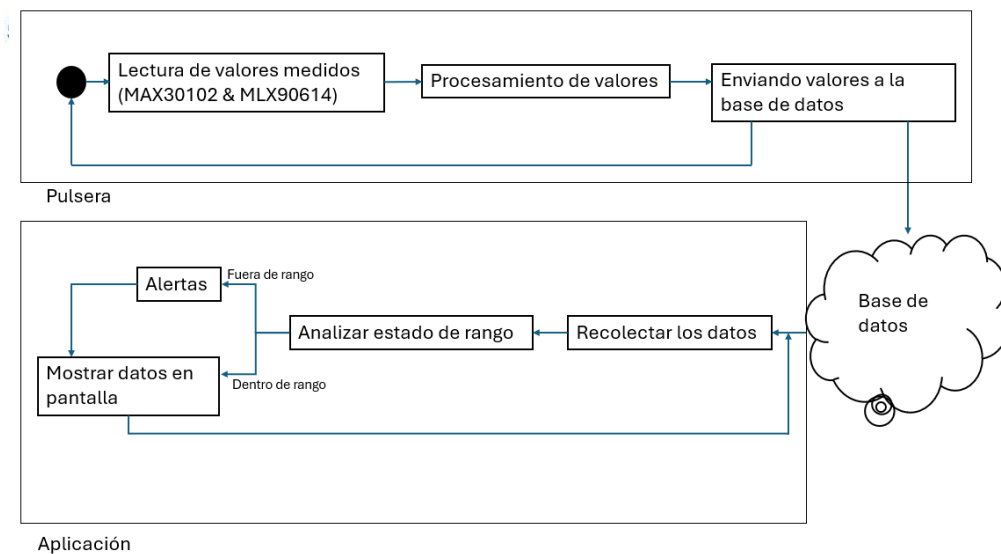 Lectura de valores medidos
(MAX30102 & MLX90614)
Procesamiento de valores
Enviando valores a la
base de datos
Pulsera
Alertas
Fuera de rango
Analizar estado de rango
Recolectar los datos
Base de
datos
Mostrar datos en
pantalla
Dentro de rango
Aplicación